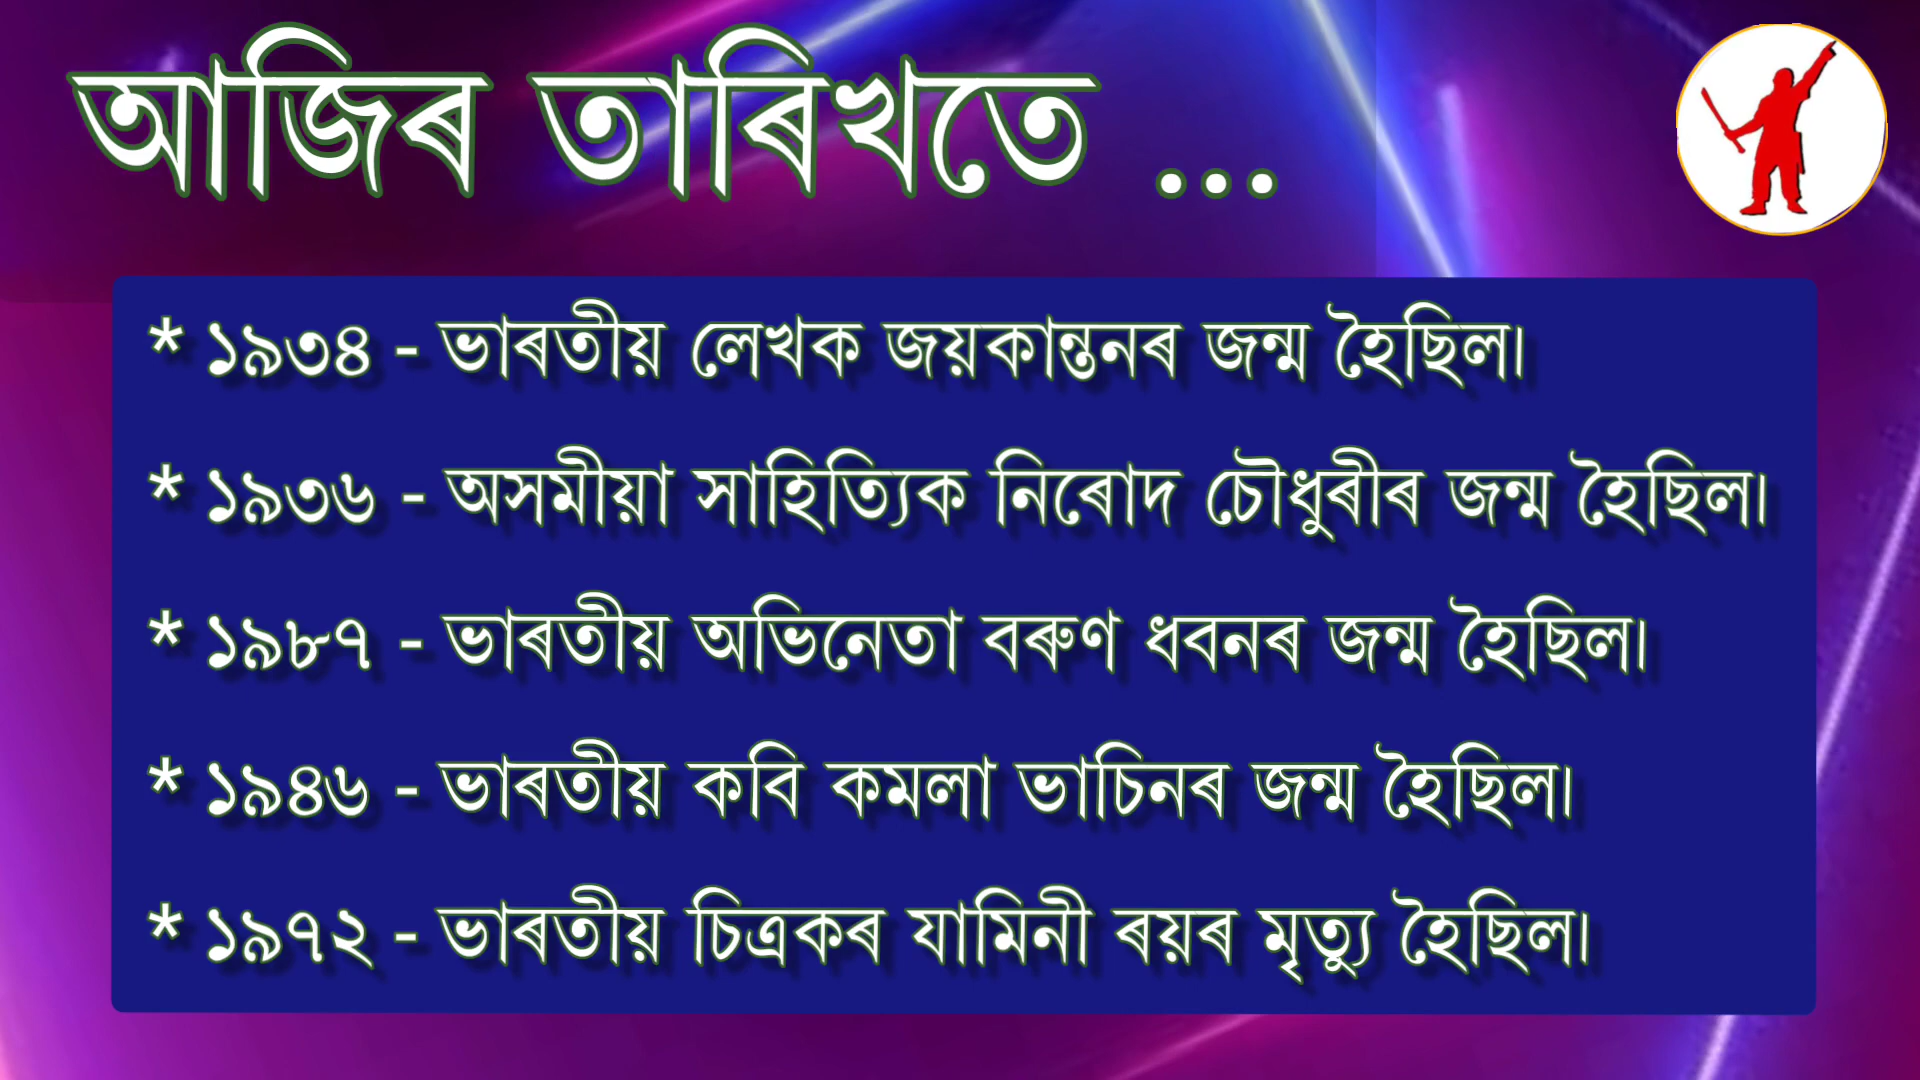 আজিৰ তাৰিখতে ...
* ১৯৩৪ - ভাৰতীয় লেখক জয়কান্তনৰ জন্ম হৈছিল।
* ১৯৩৬ - অসমীয়া সাহিত্যিক নিৰোদ চৌধুৰীৰ জন্ম হৈছিল।
* ১৯৮৭ - ভাৰতীয় অভিনেতা বৰুণ ধবনৰ জন্ম হৈছিল।
* ১৯৪৬ - ভাৰতীয় কবি কমলা ভাচিনৰ জন্ম হৈছিল।
* ১৯৭২ - ভাৰতীয় চিত্ৰকৰ যামিনী ৰয়ৰ মৃত্যু হৈছিল।